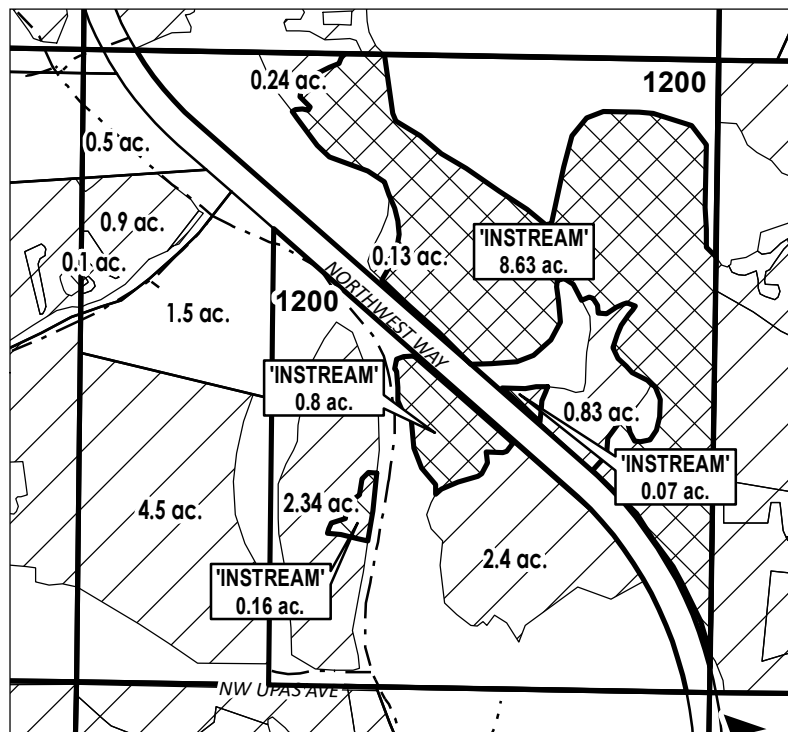 0.24 ac.
1200
0.5 ac.
0.9 ac.
0.1 ac.
0.13 ac.
'INSTREAM'
8.63 ac.
1.5 ac.
1200
NORTHWEST WAY
'INSTREAM'
0.8 ac.
0.83 ac.
'INSTREAM'
0.07 ac.
4.5 ac.
2.34 ac.
2.4 ac.
'INSTREAM'
0.16 ac.
NW UPAS AVE